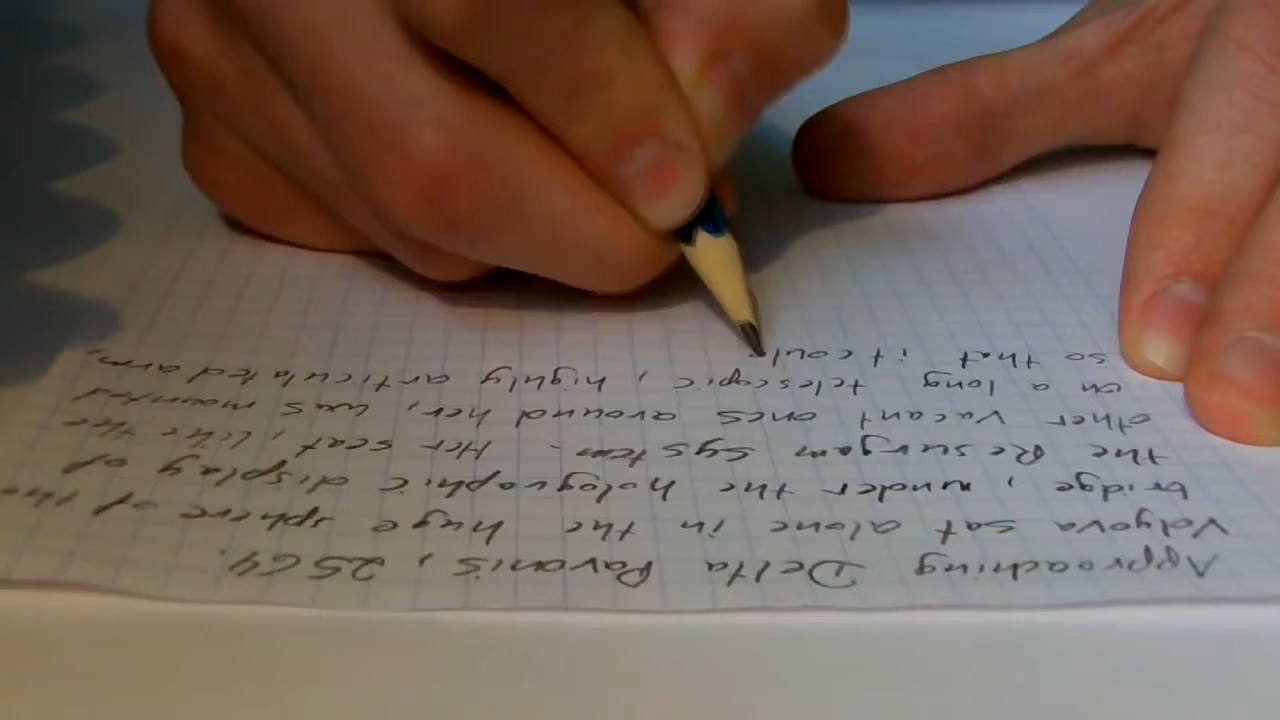 Approaching Delta Pavonis, 2564.
Volyova sat alone in the huge sphere of the
bridge, under the holographic display of
the Resurgam system. Her seat, like the
other vacant ones around her, was mounted
on a long telescopic, highly articulated arm,
so that it coul